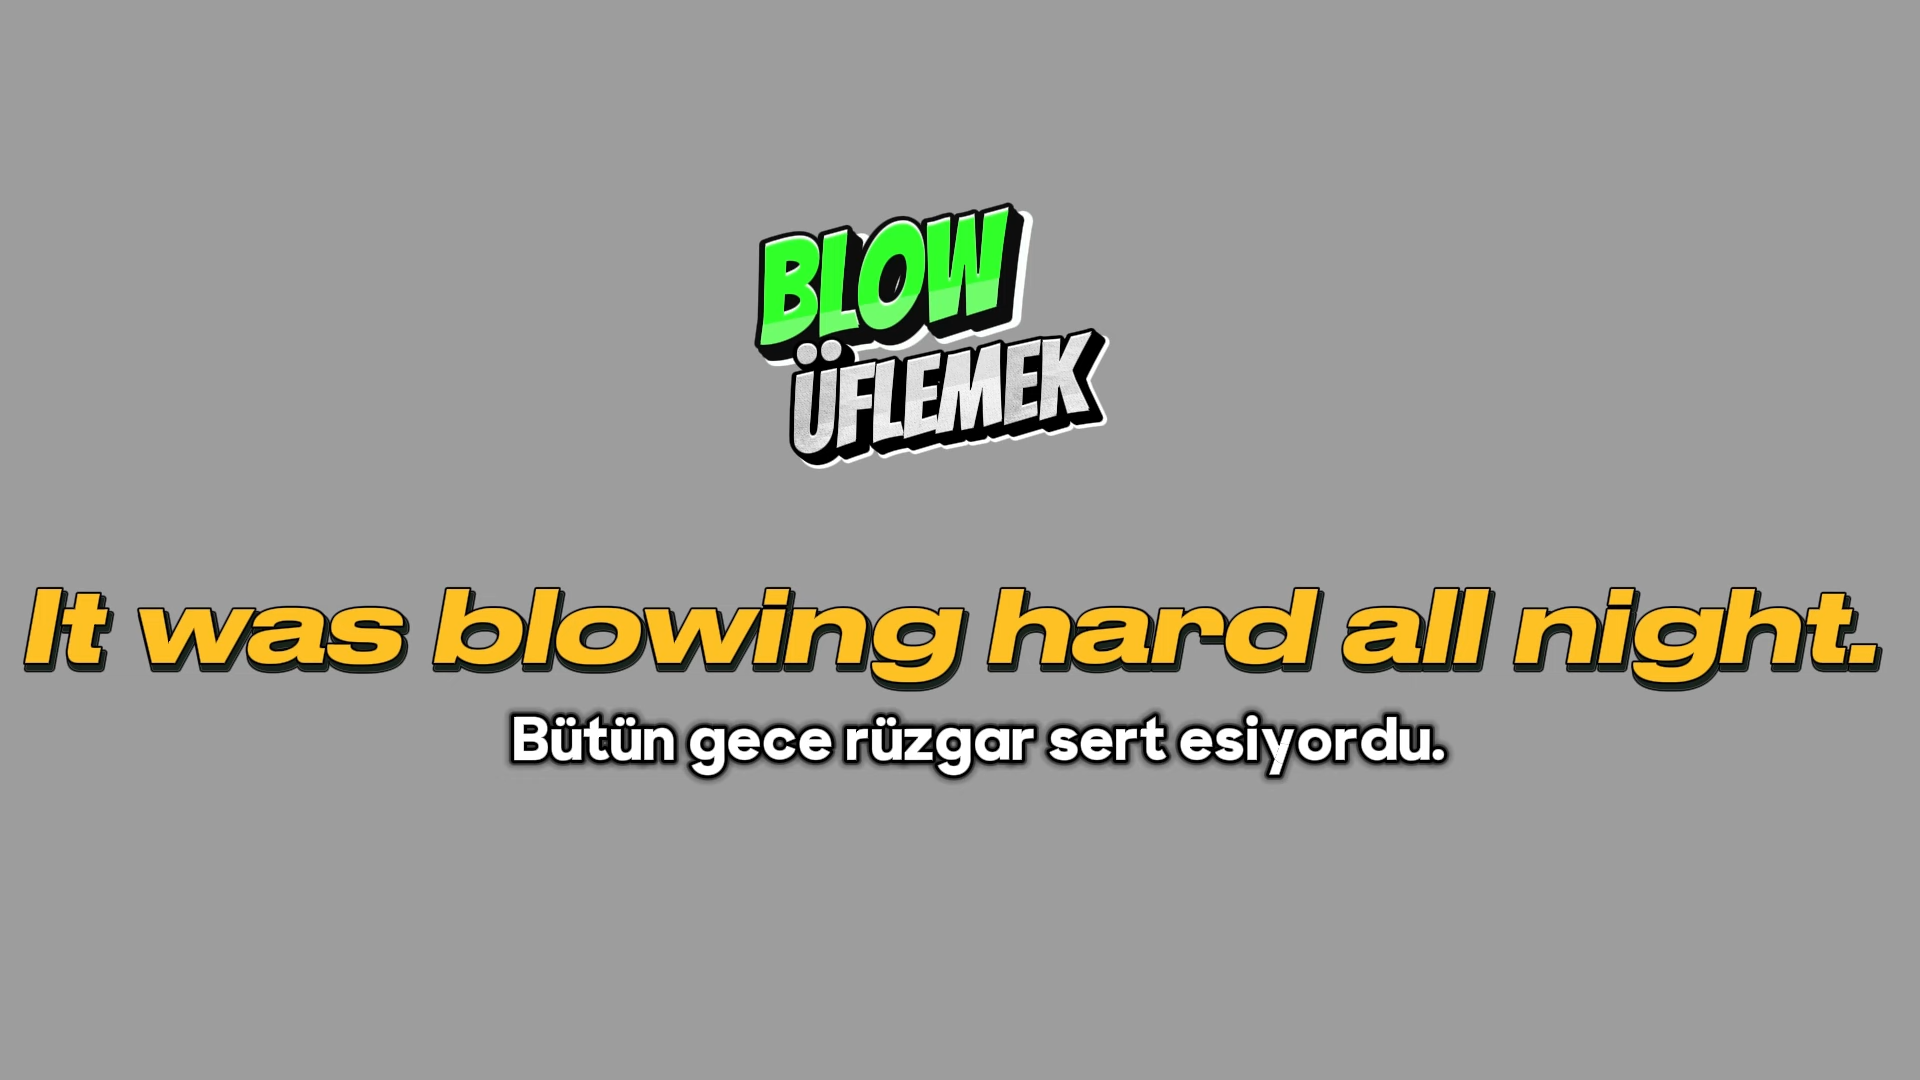 BLOW
ÜFLEMEK
It was blowing hard all night.
Bütün gece rüzgar sert esiyordu.